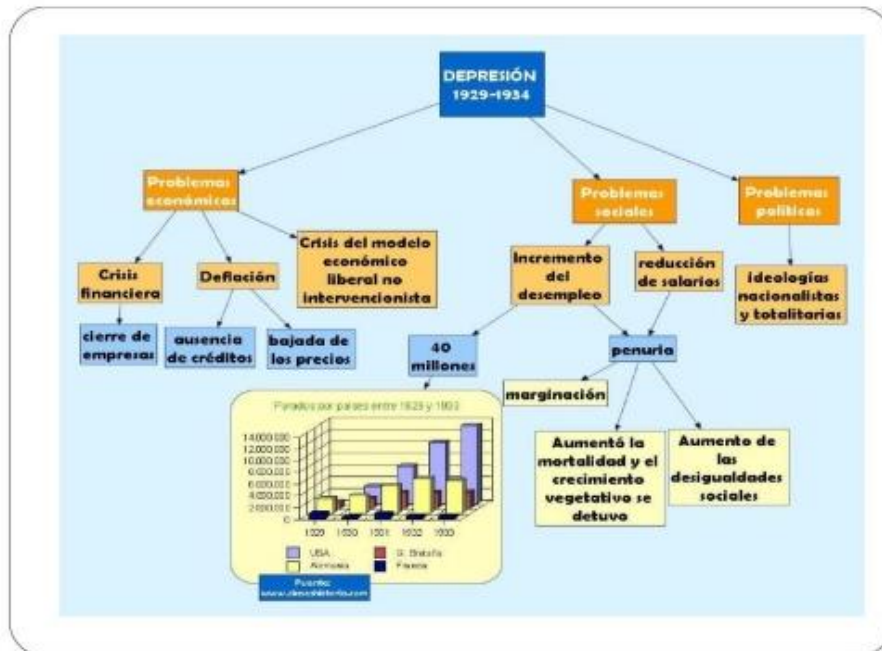 DEPRESIÓN
1929-1934
Problemas
económicos
Problemas
sociales
Problemas
políticos
Crisis
financiera
Deflación
Crisis del modelo
económico
liberal no
intervencionista
Incremento
del
desempleo
reducción
de salarios
ideologías
nacionalistas
y totalitarias
cierre de
empresas
ausencia
de créditos
bajada de
los precios
40
millones
penuria
marginación
Aumentó la
mortalidad y el
crecimiento
vegetativo se
detuvo
Aumento de
las
desigualdades
sociales
Parados por países entre 1929 y 1933
14.000.000
12.000.000
10.000.000
8.000.000
6.000.000
4.000.000
2.000.000
0
1929
1930
1931
1932
1933
USA
G. Bretaña
Alemania
Francia
Fuente: